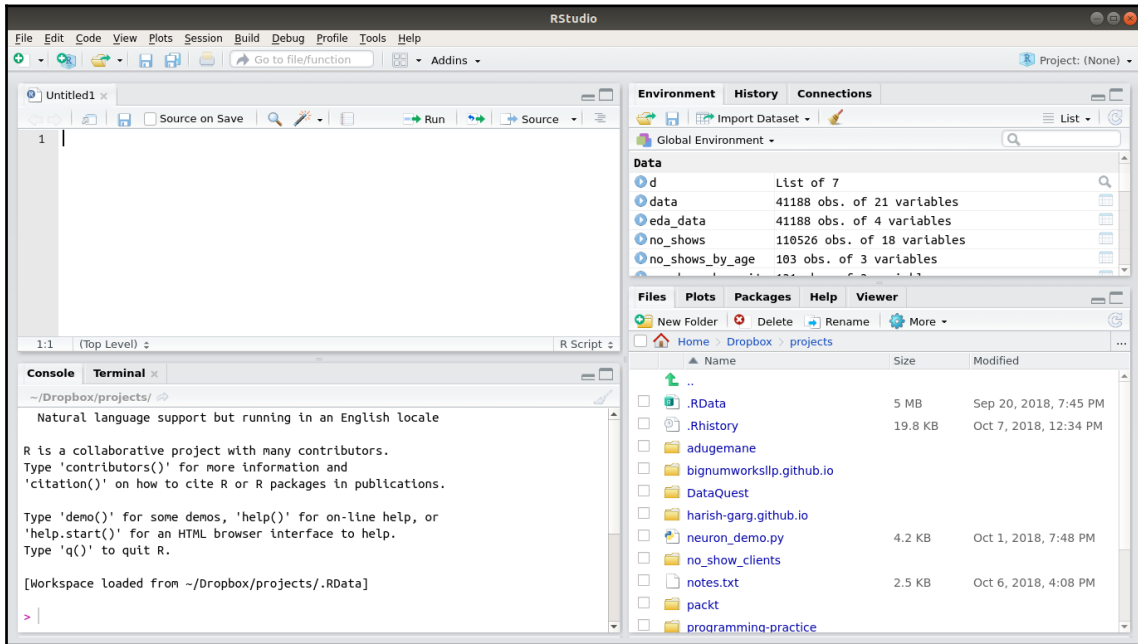 RStudio
File Edit Code View Plots Session Build Debug Profile Tools Help
Go to file/function Addins Project: (None)
Untitled1
Source on Save Run Source
1
1:1 (Top Level) R Script
Console Terminal
~/Dropbox/projects/
Natural language support but running in an English locale
R is a collaborative project with many contributors.
Type 'contributors()' for more information and
'citation()' on how to cite R or R packages in publications.
Type 'demo()' for some demos, 'help()' for on-line help, or
'help.start()' for an HTML browser interface to help.
Type 'q()' to quit R.
[Workspace loaded from ~/Dropbox/projects/.RData]
>
Environment History Connections
Import Dataset List
Global Environment
Data
d List of 7
data 41188 obs. of 21 variables
eda_data 41188 obs. of 4 variables
no_shows 110526 obs. of 18 variables
no_shows_by_age 103 obs. of 3 variables
Files Plots Packages Help Viewer
New Folder Delete Rename More
Home > Dropbox > projects ...
Name Size Modified
..
.RData 5 MB Sep 20, 2018, 7:45 PM
.Rhistory 19.8 KB Oct 7, 2018, 12:34 PM
adugemane
bignumworksllp.github.io
DataQuest
harish-garg.github.io
neuron_demo.py 4.2 KB Oct 1, 2018, 7:48 PM
no_show_clients
notes.txt 2.5 KB Oct 6, 2018, 4:08 PM
packt
programming-practice